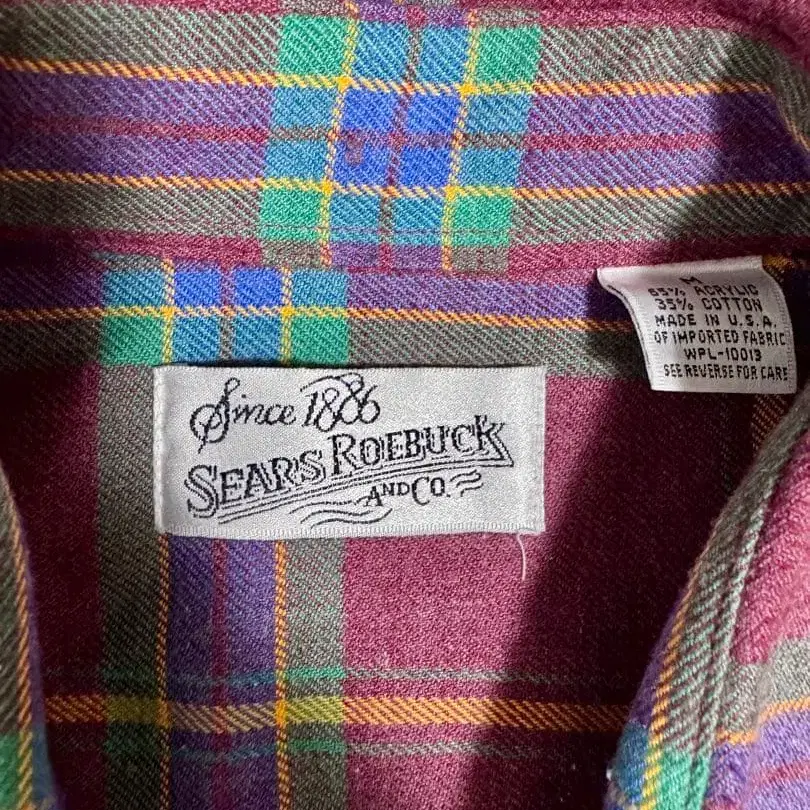 Since 1886
SEARS ROEBUCK
AND CO.
M
65% ACRYLIC
35% COTTON
MADE IN U.S.A.
OF IMPORTED FABRIC
WPL-10013
SEE REVERSE FOR CARE